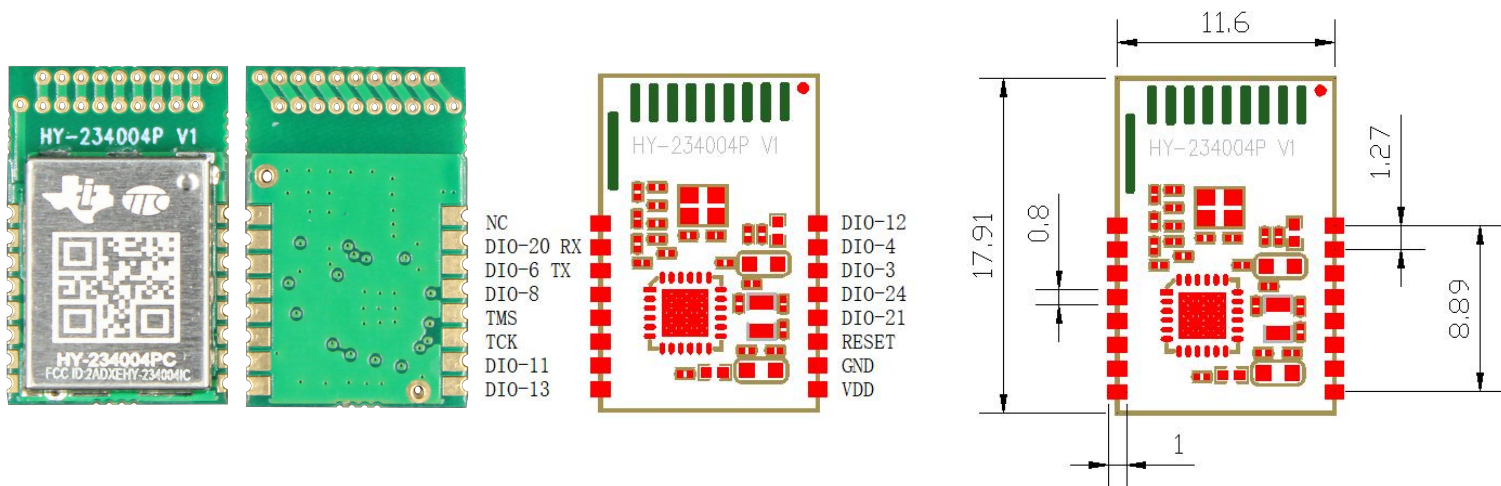 HY-234004P V1
HY-234004PC
FCC ID:2ADXEHY-234004IC
NC
DIO-20 RX
DIO-6 TX
DIO-8
TMS
TCK
DIO-11
DIO-13
HY-234004P V1
DIO-12
DIO-4
DIO-3
DIO-24
DIO-21
RESET
GND
VDD
11.6
17.91
0.8
HY-234004P V1
1.27
8.89
1